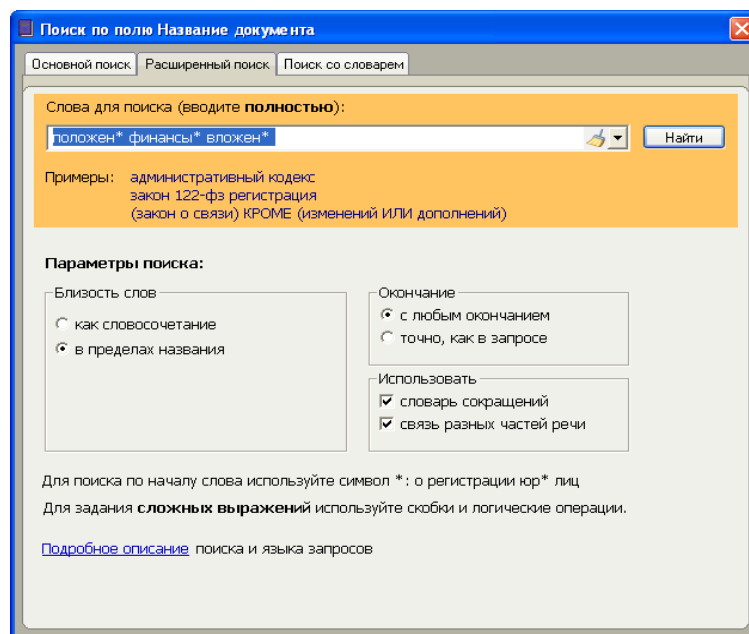 Поиск по полю Название документа
Основной поиск Расширенный поиск Поиск со словарем
Слова для поиска (вводите полностью):
положен* финансы* вложен* Найти
Примеры: административный кодекс
закон 122-фз регистрация
(закон о связи) КРОМЕ (изменений ИЛИ дополнений)
Параметры поиска:
Близость слов
как словосочетание
в пределах названия
Окончание
с любым окончанием
точно, как в запросе
Использовать
словарь сокращений
связь разных частей речи
Для поиска по началу слова используйте символ *: о регистрации юр* лиц
Для задания сложных выражений используйте скобки и логические операции.
Подробное описание поиска и языка запросов